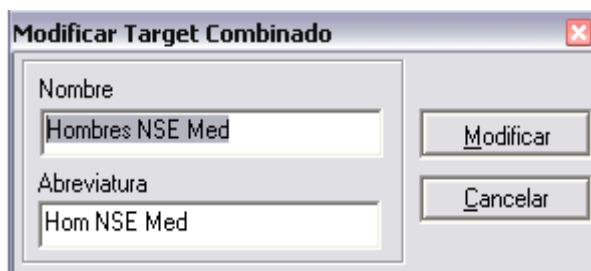 Modificar Target Combinado
Nombre
Hombres NSE Med
Modificar
Abreviatura
Hom NSE Med
Cancelar